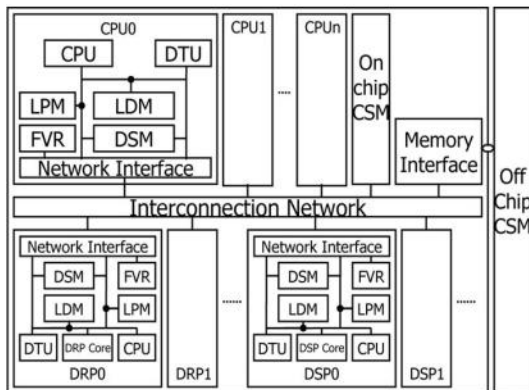 CPU0
CPU
DTU
LPM
LDM
FVR
DSM
Network Interface
CPU1
....
CPUn
On
chip
CSM
Memory
Interface
Off
Chip
CSM
Interconnection Network
Network Interface
DSM
FVR
LDM
LPM
DTU
DRP Core
CPU
DRP0
DRP1
......
Network Interface
DSM
FVR
LDM
LPM
DTU
DSP Core
CPU
DSP0
DSP1
......